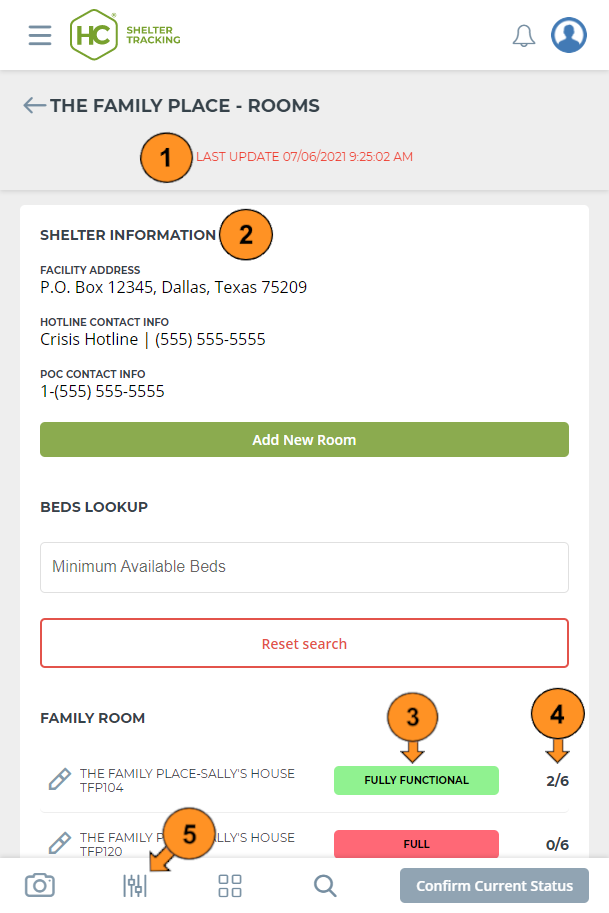 HC® SHELTER
TRACKING
THE FAMILY PLACE - ROOMS
1 LAST UPDATE 07/06/2021 9:25:02 AM
SHELTER INFORMATION 2
FACILITY ADDRESS
P.O. Box 12345, Dallas, Texas 75209
HOTLINE CONTACT INFO
Crisis Hotline | (555) 555-5555
POC CONTACT INFO
1-(555) 555-5555
Add New Room
BEDS LOOKUP
Minimum Available Beds
Reset search
FAMILY ROOM 3 4
THE FAMILY PLACE-SALLY'S HOUSE FULLY FUNCTIONAL 2/6
TFP104
THE FAMILY LLY'S HOUSE FULL 0/6
TFP120 5
Confirm Current Status